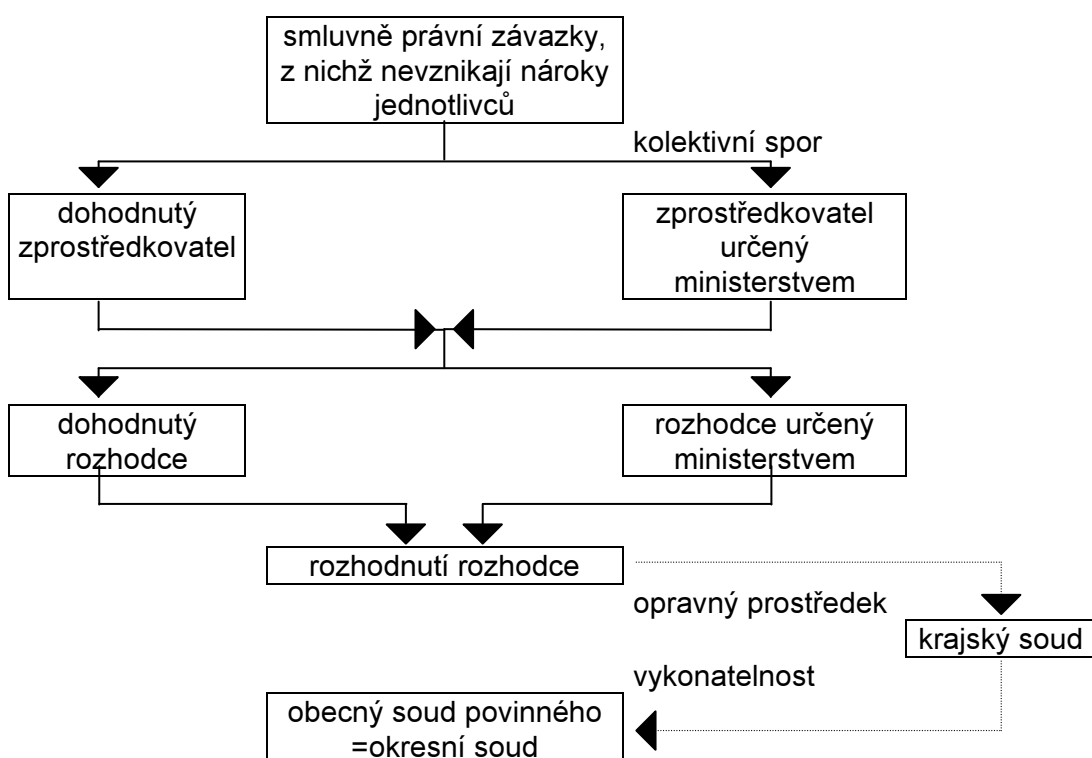 smluvně právní závazky,
z nichž nevznikají nároky
jednotlivců
kolektivní spor
dohodnutý
zprostředkovatel
zprostředkovatel
určený
ministerstvem
dohodnutý
rozhodce
rozhodce určený
ministerstvem
rozhodnutí rozhodce
opravný prostředek
krajský soud
vykonatelnost
obecný soud povinného
=okresní soud